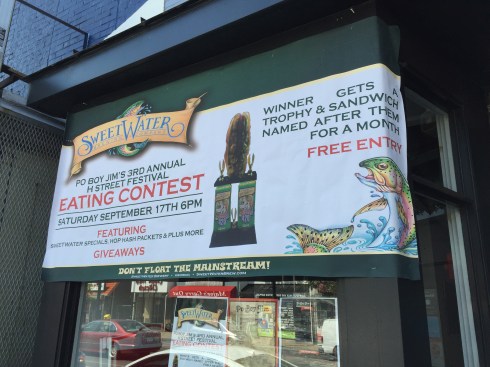 SWEETWATER
PO BOY JIM'S 3RD ANNUAL
H STREET FESTIVAL
EATING CONTEST
SATURDAY SEPTEMBER 17TH 6PM
FEATURING
SWEETWATER SPECIALS, HOP HASH PACKETS & PLUS MORE
GIVEAWAYS
WINNER GETS A
TROPHY & SANDWICH
NAMED AFTER THEM
FOR A MONTH
FREE ENTRY
DON'T FLOAT THE MAINSTREAM!
SWEETWATER